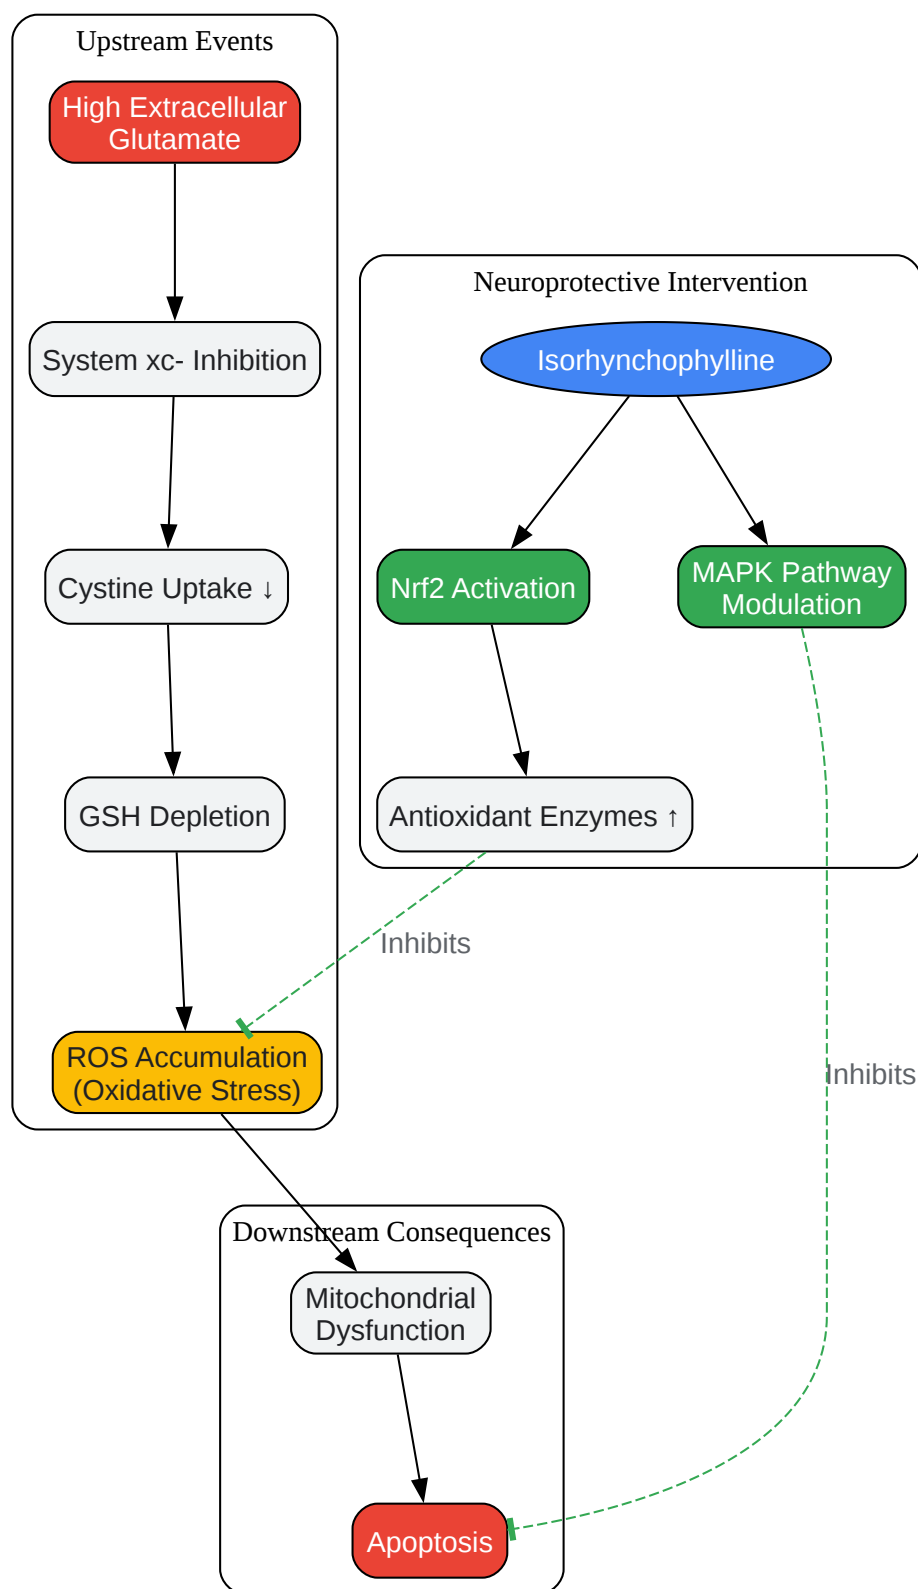 Upstream Events
High Extracellular
Glutamate
System xc- Inhibition
Cystine Uptake ↓
GSH Depletion
ROS Accumulation
(Oxidative Stress)
Neuroprotective Intervention
Isorhynchophylline
Nrf2 Activation
MAPK Pathway
Modulation
Antioxidant Enzymes ↑
Inhibits
Inhibits
Downstream Consequences
Mitochondrial
Dysfunction
Apoptosis